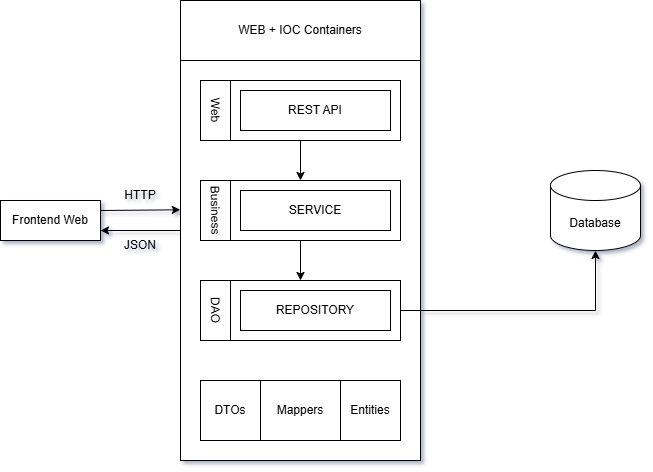 WEB + IOC Containers
Web
REST API
HTTP
Business
SERVICE
Frontend Web
Database
JSON
DAO
REPOSITORY
DTOs
Mappers
Entities